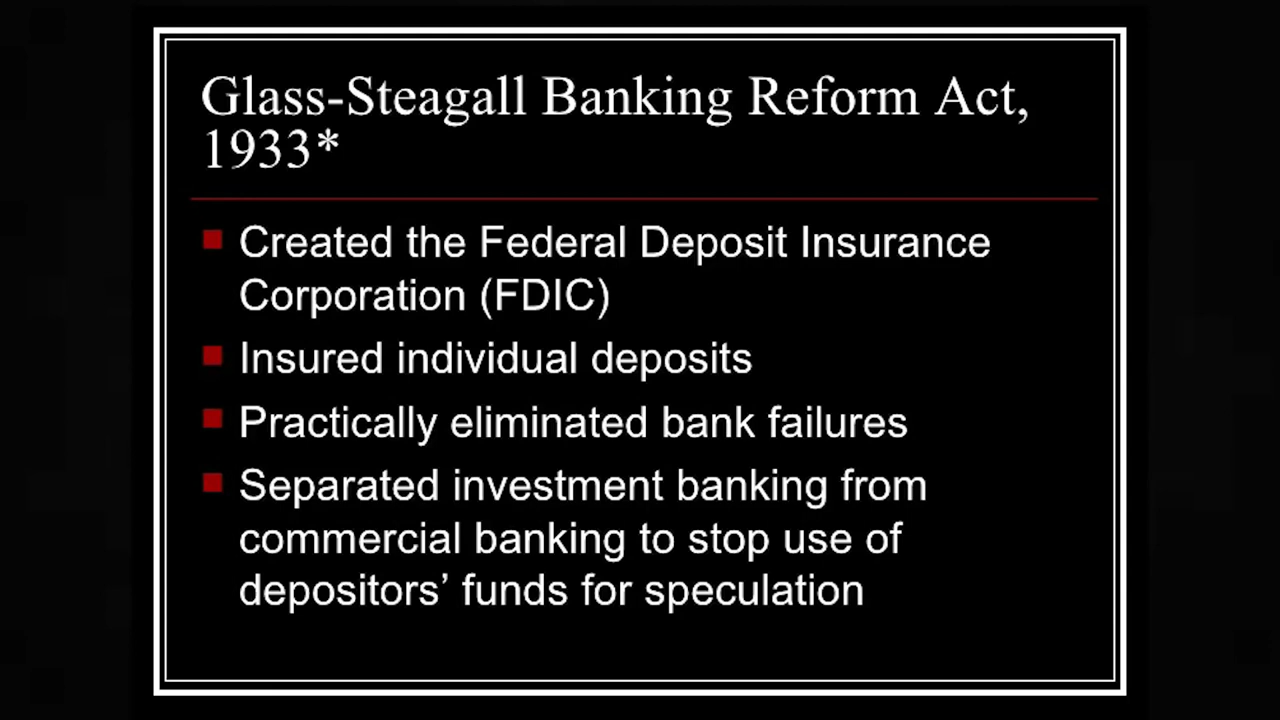 Glass-Steagall Banking Reform Act,
1933*
Created the Federal Deposit Insurance
Corporation (FDIC)
Insured individual deposits
Practically eliminated bank failures
Separated investment banking from
commercial banking to stop use of
depositors’ funds for speculation